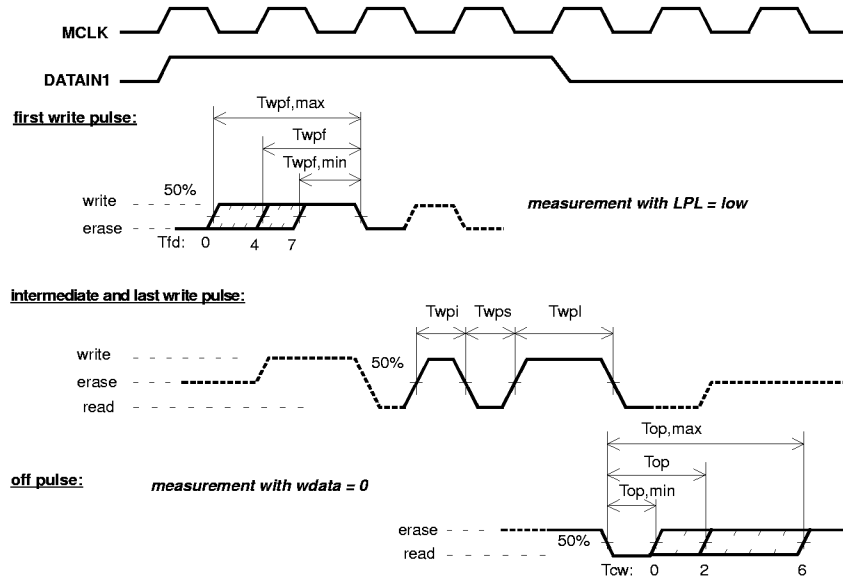 MCLK
DATAIN1
first write pulse:
Twpf,max
Twpf
Twpf,min
write 50%
erase
Tfd: 0 4 7
measurement with LPL = low
intermediate and last write pulse:
Twpi Twps Twpl
write 50%
erase
read
off pulse:
measurement with wdata = 0
Top,max
Top
Top,min
erase
read 50%
Tcw: 0 2 6